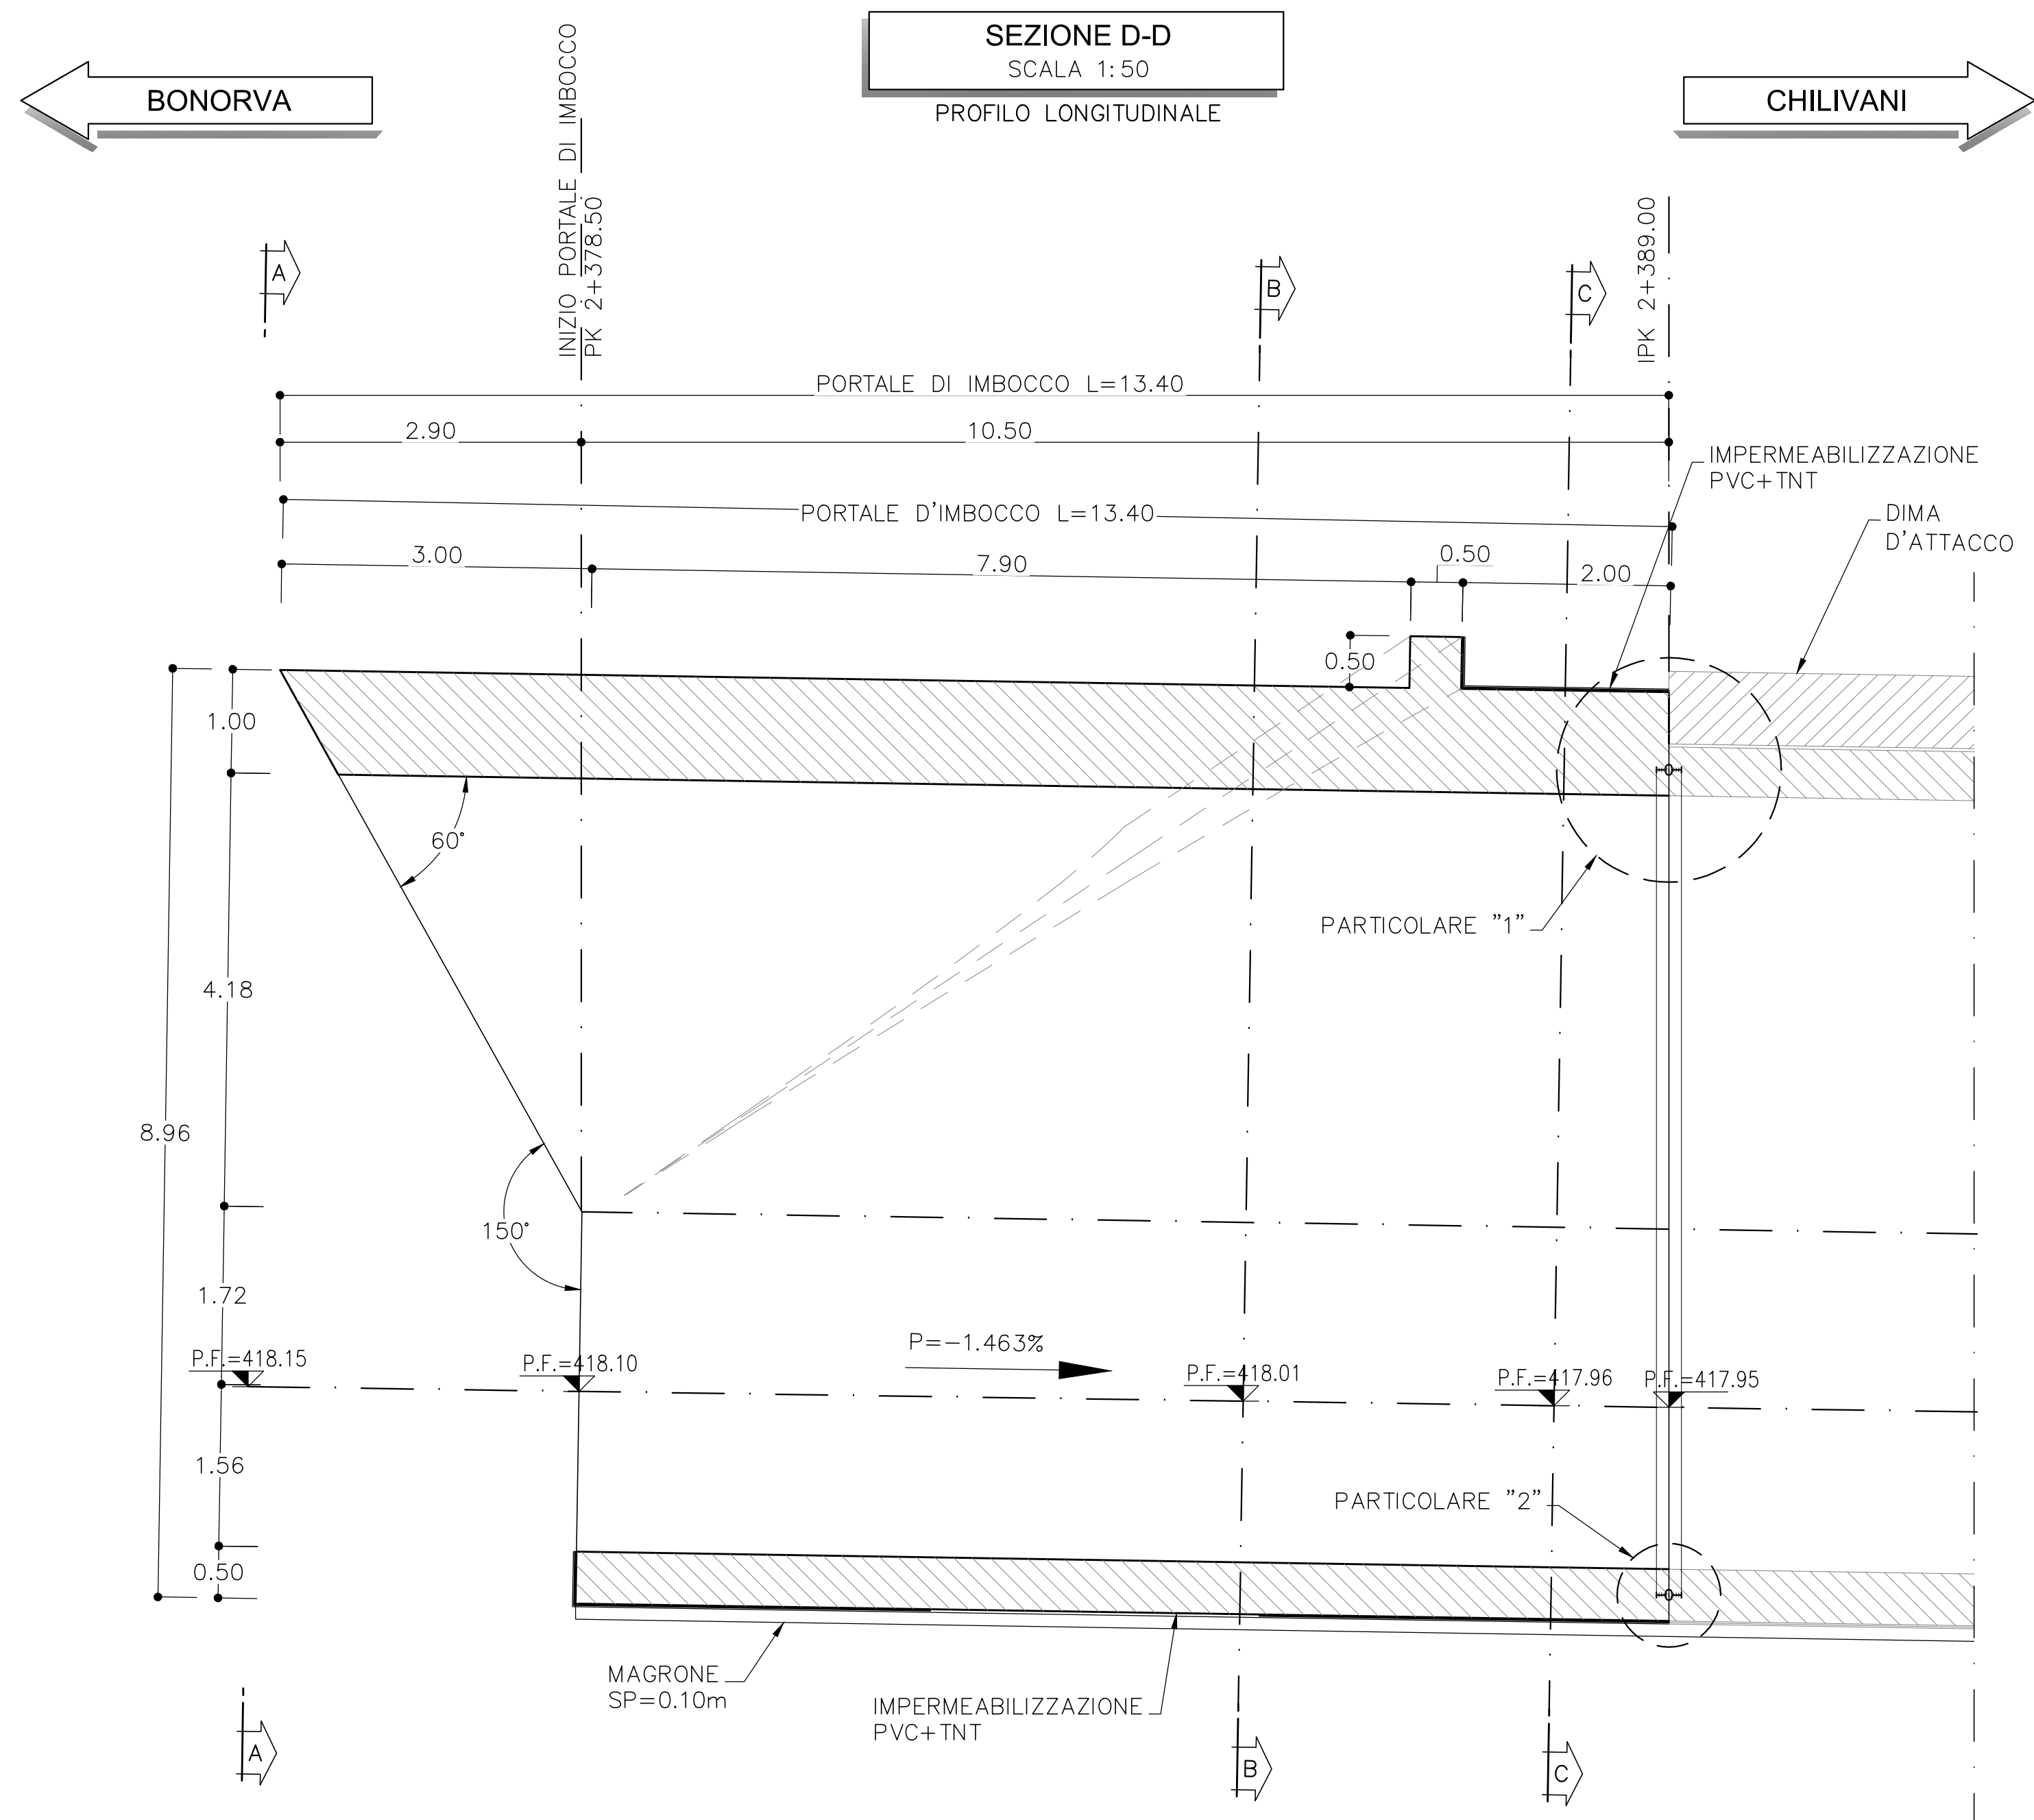 SEZIONE D-D
SCALA 1:50
PROFILO LONGITUDINALE
BONORVA
CHILIVANI
INIZIO PORTALE DI IMBOCCO
PK 2+378.50
IPK 2+389.00
A
B
C
PORTALE DI IMBOCCO L=13.40
2.90
10.50
IMPERMEABILIZZAZIONE
PVC+TNT
PORTALE D'IMBOCCO L=13.40
DIMA
D'ATTACCO
3.00
7.90
0.50
2.00
0.50
1.00
60°
PARTICOLARE "1"
4.18
8.96
150°
1.72
P=-1.463%
P.F.=418.15
P.F.=418.10
P.F.=418.01
P.F.=417.96
P.F.=417.95
1.56
PARTICOLARE "2"
0.50
MAGRONE
SP=0.10m
IMPERMEABILIZZAZIONE
PVC+TNT
A
B
C